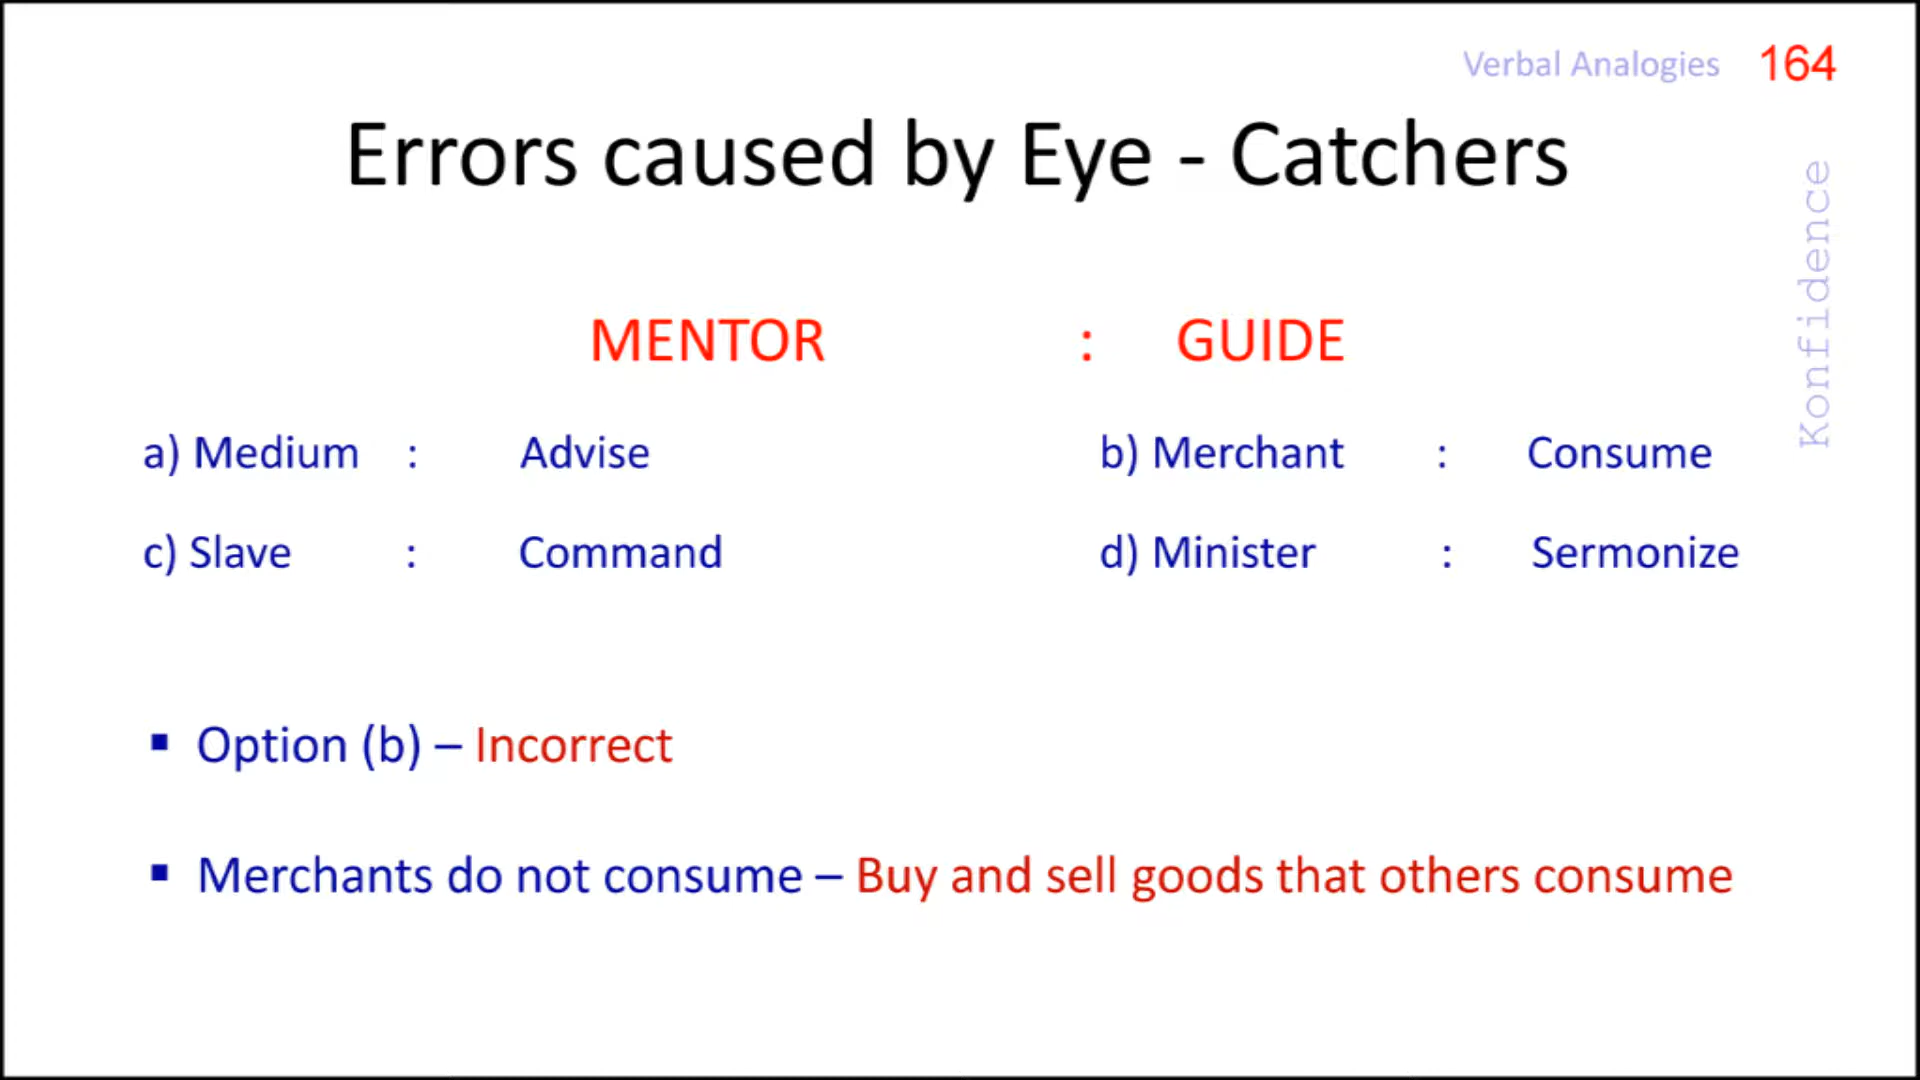 Verbal Analogies 164
Errors caused by Eye - Catchers
Konfidence
MENTOR : GUIDE
a) Medium : Advise b) Merchant : Consume
c) Slave : Command d) Minister : Sermonize
▪ Option (b) – Incorrect
▪ Merchants do not consume – Buy and sell goods that others consume